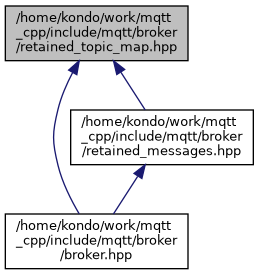 /home/kondo/work/mqtt
_cpp/include/mqtt/broker
/retained_topic_map.hpp
/home/kondo/work/mqtt
_cpp/include/mqtt/broker
/retained_messages.hpp
/home/kondo/work/mqtt
_cpp/include/mqtt/broker
/broker.hpp